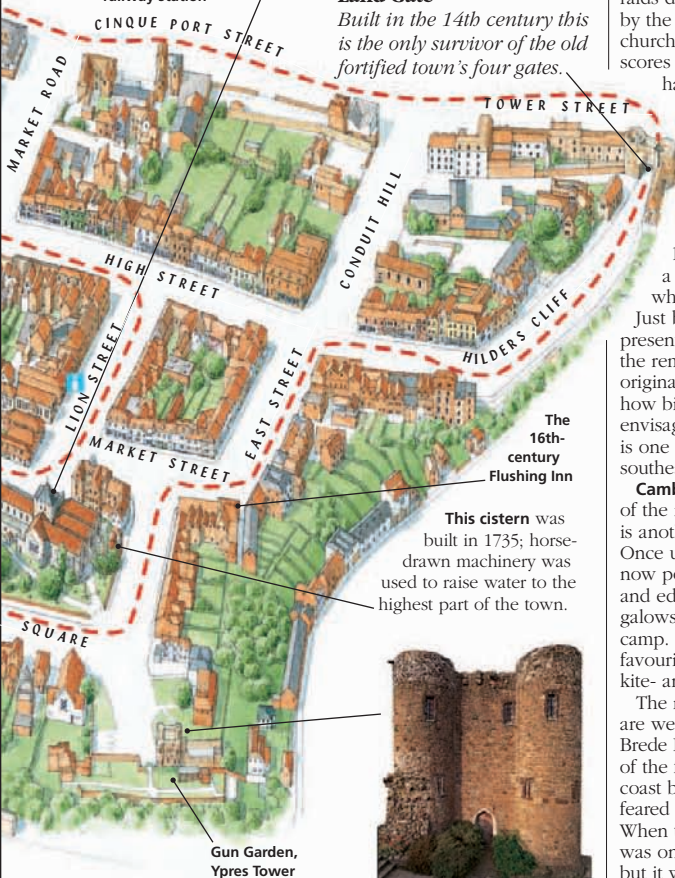 Land Gate
Built in the 14th century this
is the only survivor of the old
fortified town's four gates.
CINQUE PORT STREET
MARKET ROAD
TOWER STREET
CONDUIT HILL
HIGH STREET
HILDERS CLIFF
LION STREET
EAST STREET
MARKET STREET
The
16th-
century
Flushing Inn
This cistern was
built in 1735; horse-
drawn machinery was
used to raise water to the
highest part of the town.
SQUARE
Gun Garden,
Ypres Tower
raids d
by the
church
scores
ha
a
wh
Just b
presen
the ren
origina
how bi
envisag
is one
southe
Camb
of the
is anot
Once u
now po
and ed
galows
camp.
favouri
kite- ar
The r
are we
Brede
of the
coast b
feared
When
was on
but it w